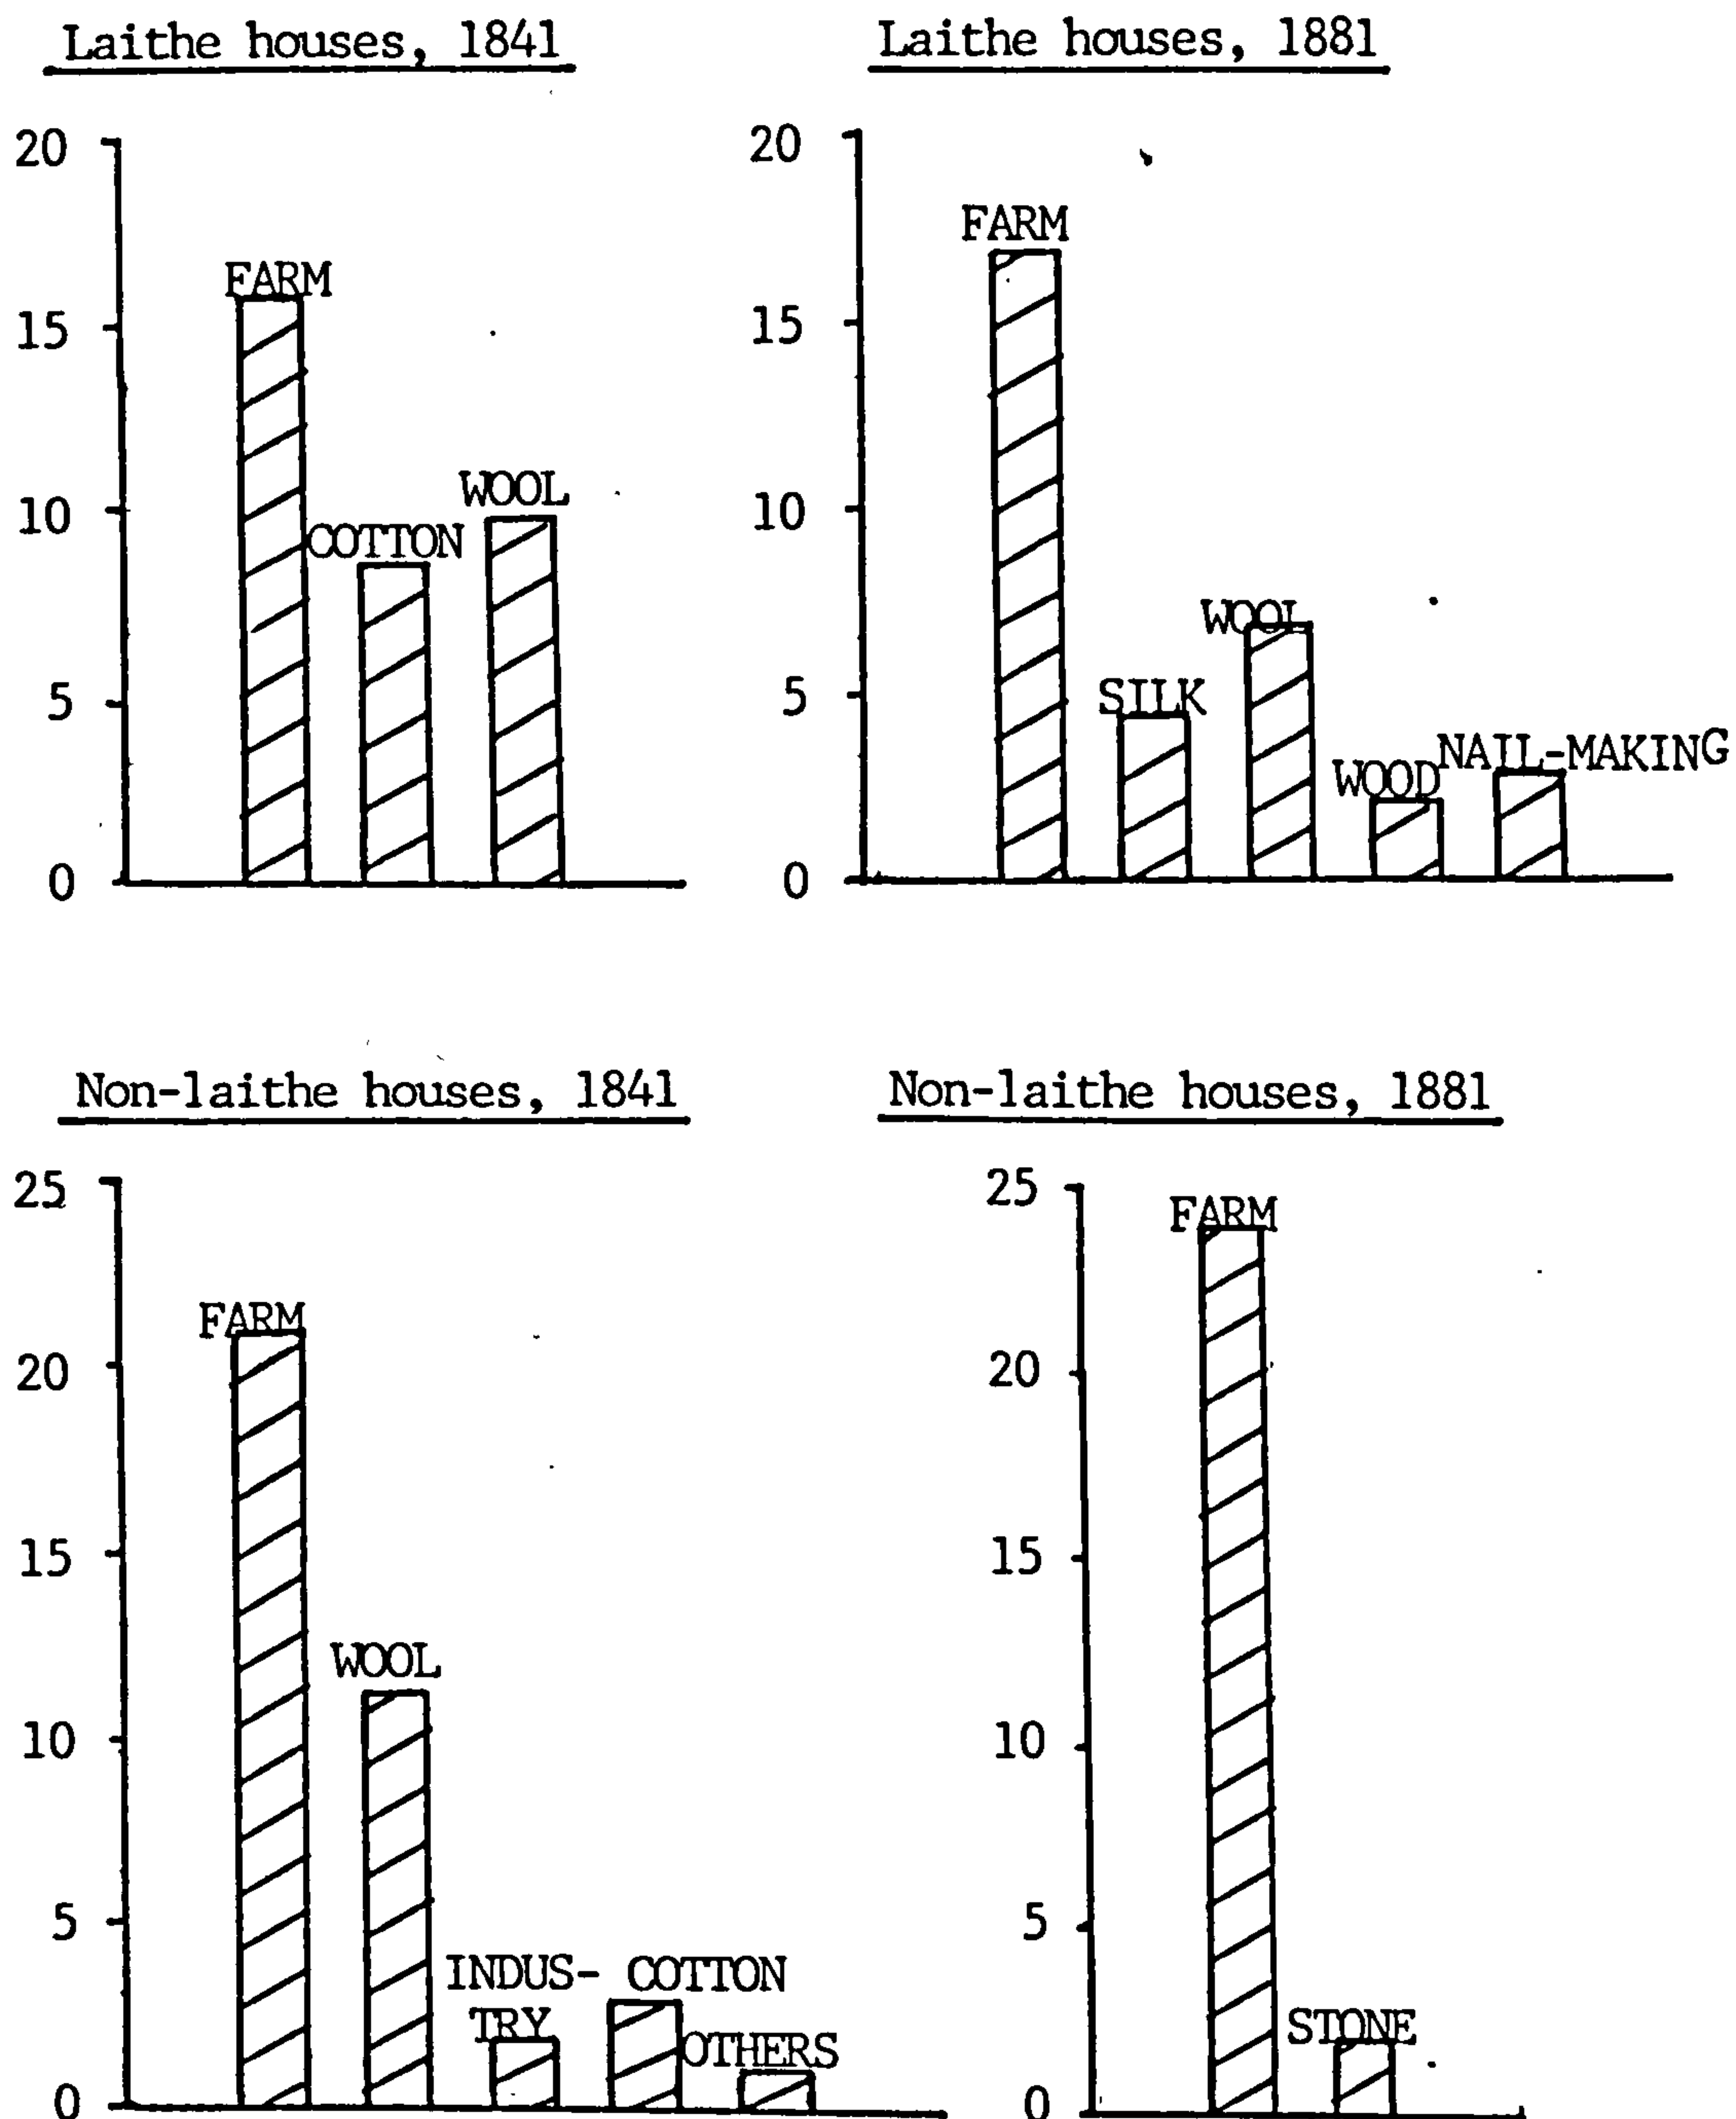 Laithe houses, 1841
20
15
10
5
0
FARM
COTTON
WOOL
Laithe houses, 1881
20
15
10
5
0
FARM
SILK
WOOL
WOOD
NAIL-MAKING
Non-laithe houses, 1841
25
20
15
10
5
0
FARM
WOOL
INDUS-
TRY
COTTON
OTHERS
Non-laithe houses, 1881
25
20
15
10
5
0
FARM
STONE